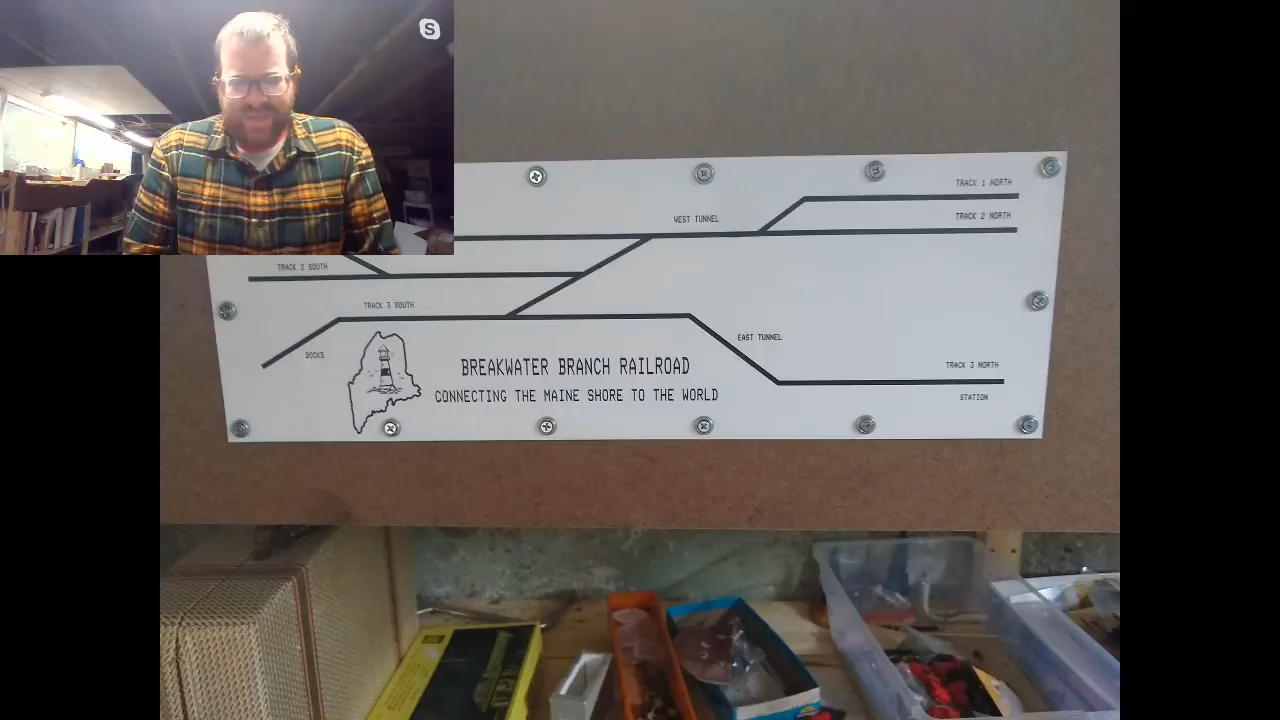 S
TRACK 1 NORTH
TRACK 2 NORTH
WEST TUNNEL
TRACK 2 SOUTH
TRACK 3 SOUTH
EAST TUNNEL
DOCKS
BREAKWATER BRANCH RAILROAD
TRACK 3 NORTH
CONNECTING THE MAINE SHORE TO THE WORLD
STATION